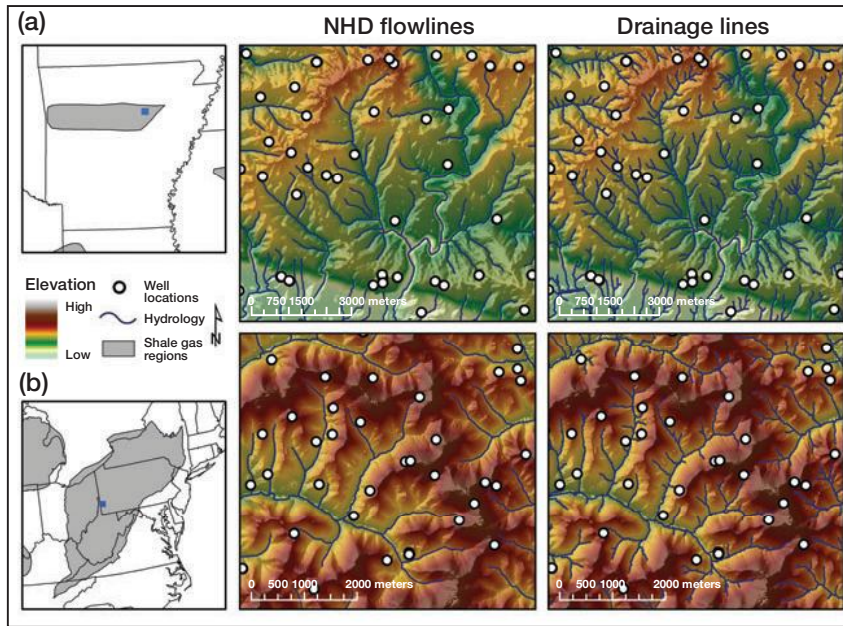 (a)
NHD flowlines
Drainage lines
Elevation
High
Low
Well
locations
Hydrology
N
Shale gas
regions
0 750 1500 3000 meters
0 750 1500 3000 meters
(b)
0 500 1000 2000 meters
0 500 1000 2000 meters